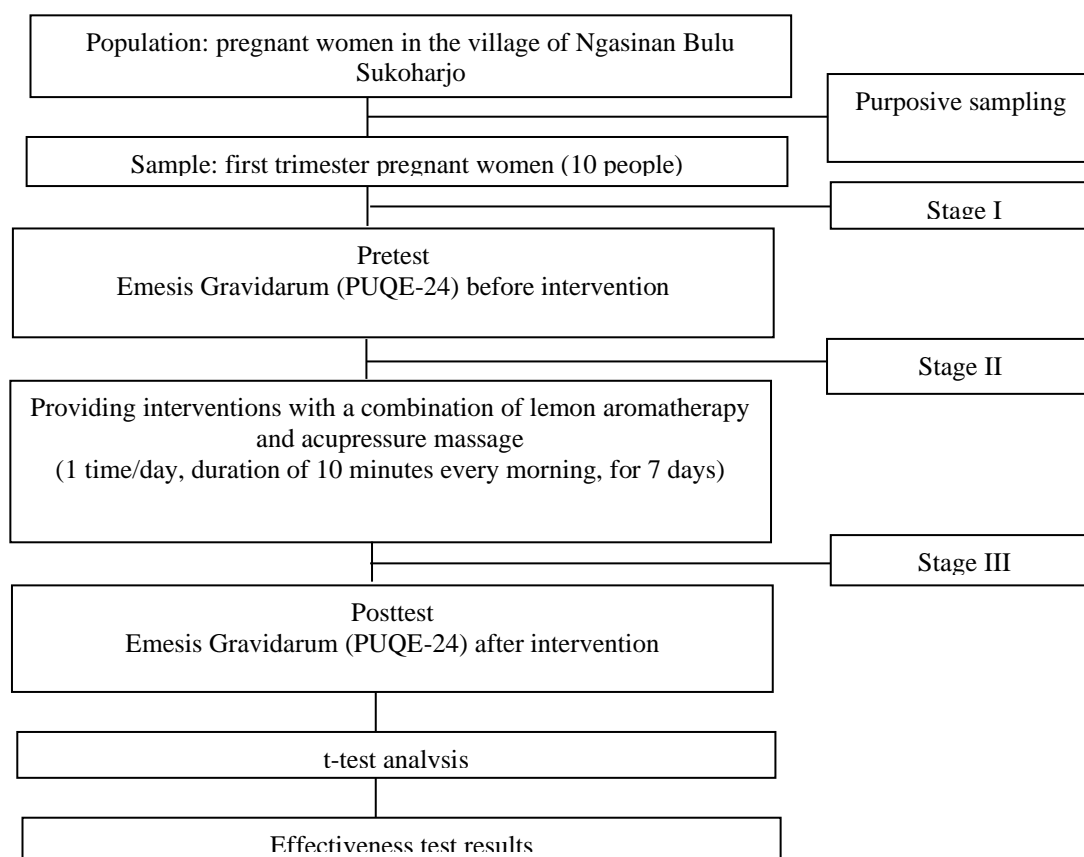 Population: pregnant women in the village of Ngasinan Bulu
Sukoharjo
Purposive sampling
Sample: first trimester pregnant women (10 people)
Stage I
Pretest
Emesis Gravidarum (PUQE-24) before intervention
Stage II
Providing interventions with a combination of lemon aromatherapy
and acupressure massage
(1 time/day, duration of 10 minutes every morning, for 7 days)
Stage III
Posttest
Emesis Gravidarum (PUQE-24) after intervention
t-test analysis
Effectiveness test results